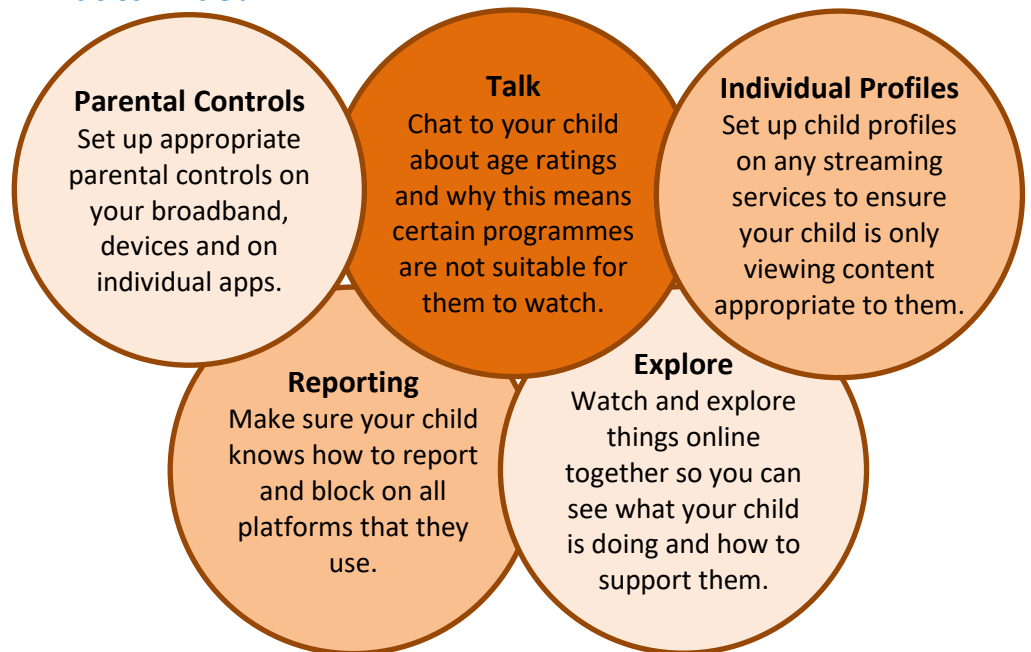 Parental Controls
Set up appropriate
parental controls on
your broadband,
devices and on
individual apps.
Talk
Chat to your child
about age ratings
and why this means
certain programmes
are not suitable for
them to watch.
Individual Profiles
Set up child profiles
on any streaming
services to ensure
your child is only
viewing content
appropriate to them.
Reporting
Make sure your child
knows how to report
and block on all
platforms that they
use.
Explore
Watch and explore
things online
together so you can
see what your child
is doing and how to
support them.